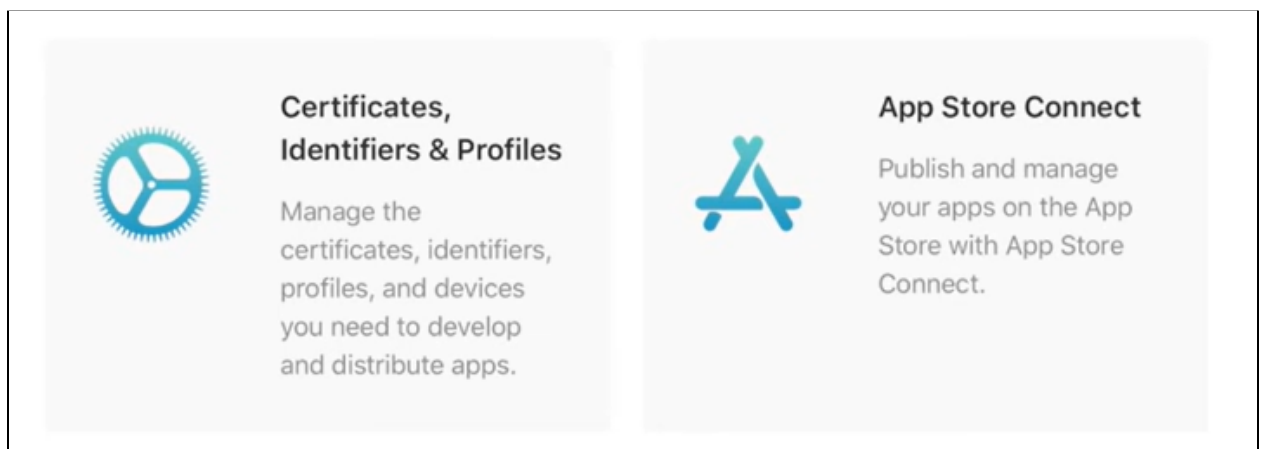 Certificates,
Identifiers & Profiles
Manage the
certificates, identifiers,
profiles, and devices
you need to develop
and distribute apps.
App Store Connect
Publish and manage
your apps on the App
Store with App Store
Connect.